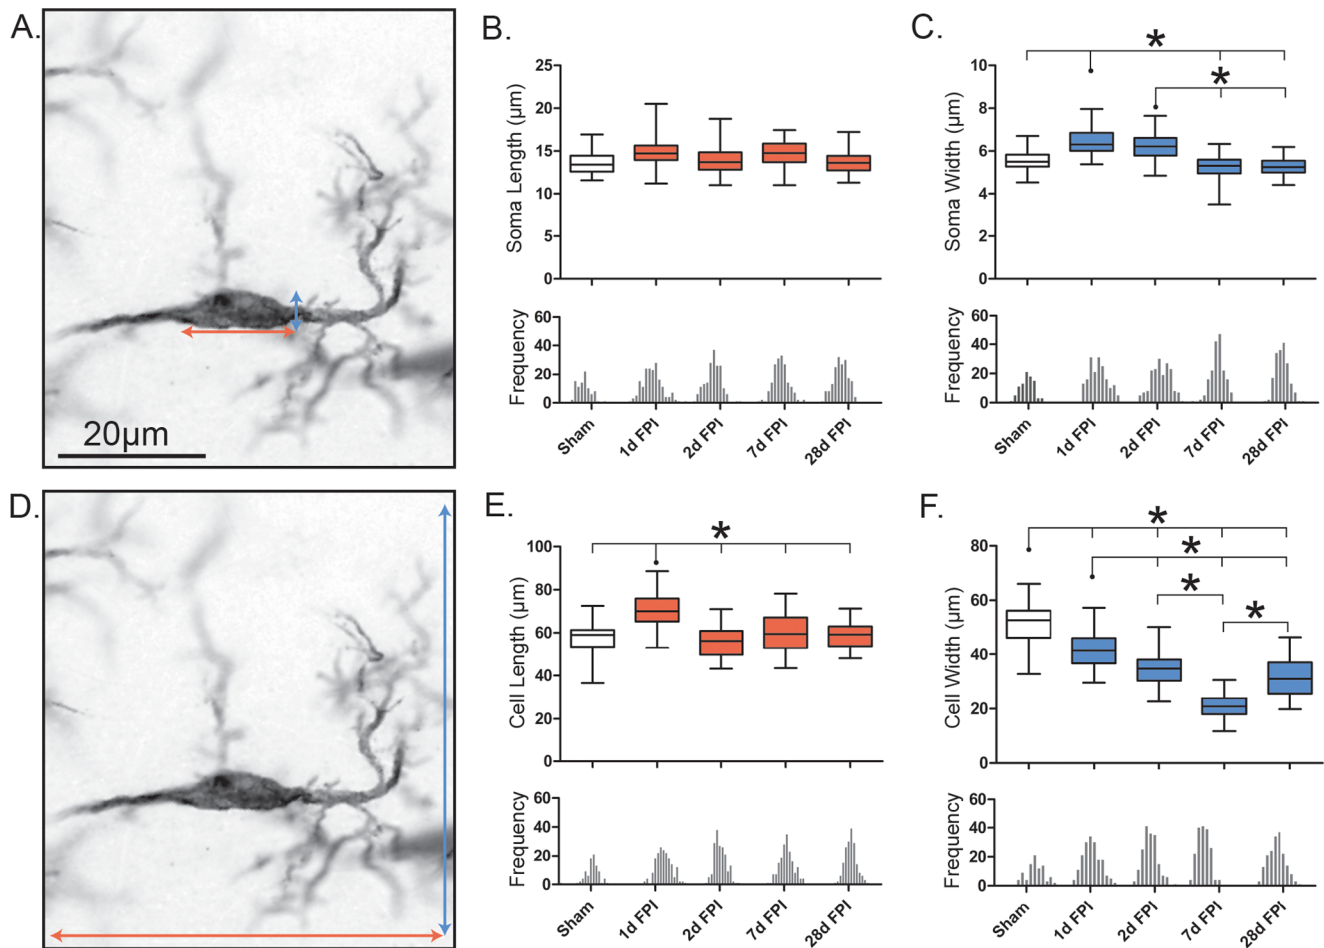 A.
20µm
B.
Soma Length (µm)
25
20
15
10
5
0
Frequency
60
40
20
0
Sham
1d FPI
2d FPI
7d FPI
28d FPI
C.
*
*
Soma Width (µm)
10
8
6
4
2
0
Frequency
60
40
20
0
Sham
1d FPI
2d FPI
7d FPI
28d FPI
D.
E.
*
Cell Length (µm)
100
80
60
40
20
0
Frequency
60
40
20
0
Sham
1d FPI
2d FPI
7d FPI
28d FPI
F.
*
*
*
*
Cell Width (µm)
80
60
40
20
0
Frequency
60
40
20
0
Sham
1d FPI
2d FPI
7d FPI
28d FPI